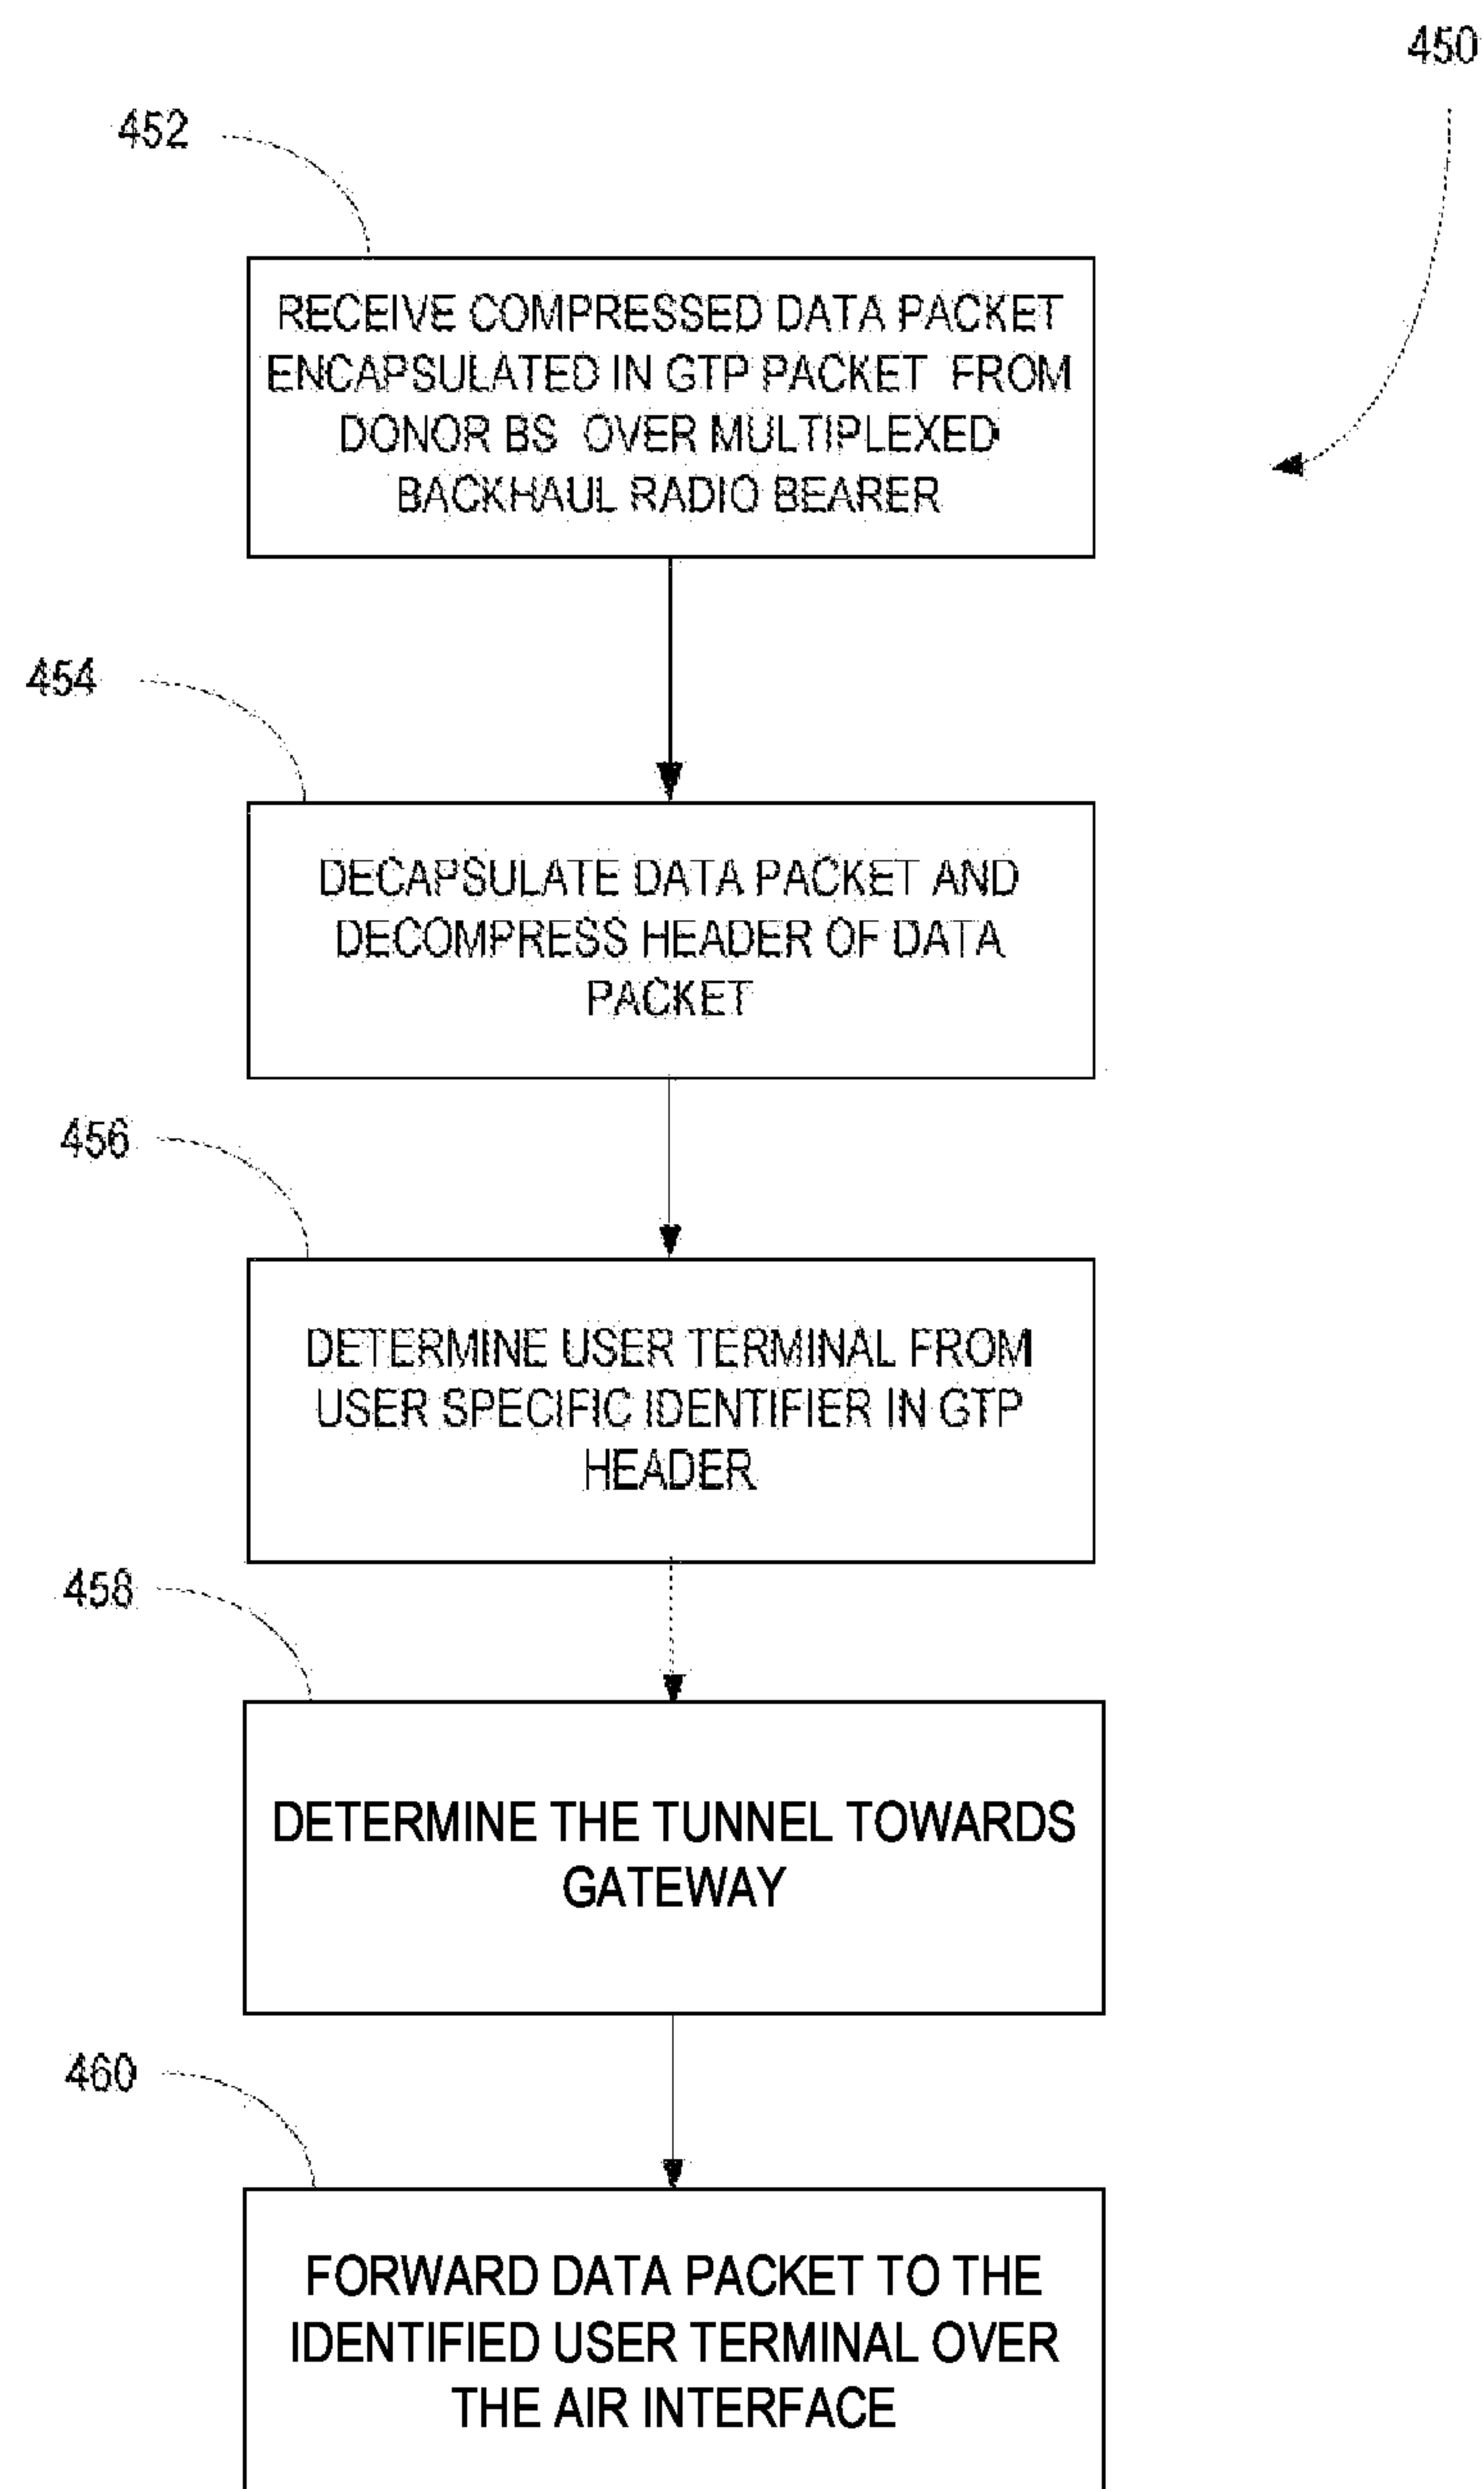 450
452
RECEIVE COMPRESSED DATA PACKET
ENCAPSULATED IN GTP PACKET FROM
DONOR BS OVER MULTIPLEXED
BACKHAUL RADIO BEARER
454
DECAPSULATE DATA PACKET AND
DECOMPRESS HEADER OF DATA
PACKET
456
DETERMINE USER TERMINAL FROM
USER SPECIFIC IDENTIFIER IN GTP
HEADER
458
DETERMINE THE TUNNEL TOWARDS
GATEWAY
460
FORWARD DATA PACKET TO THE
IDENTIFIED USER TERMINAL OVER
THE AIR INTERFACE